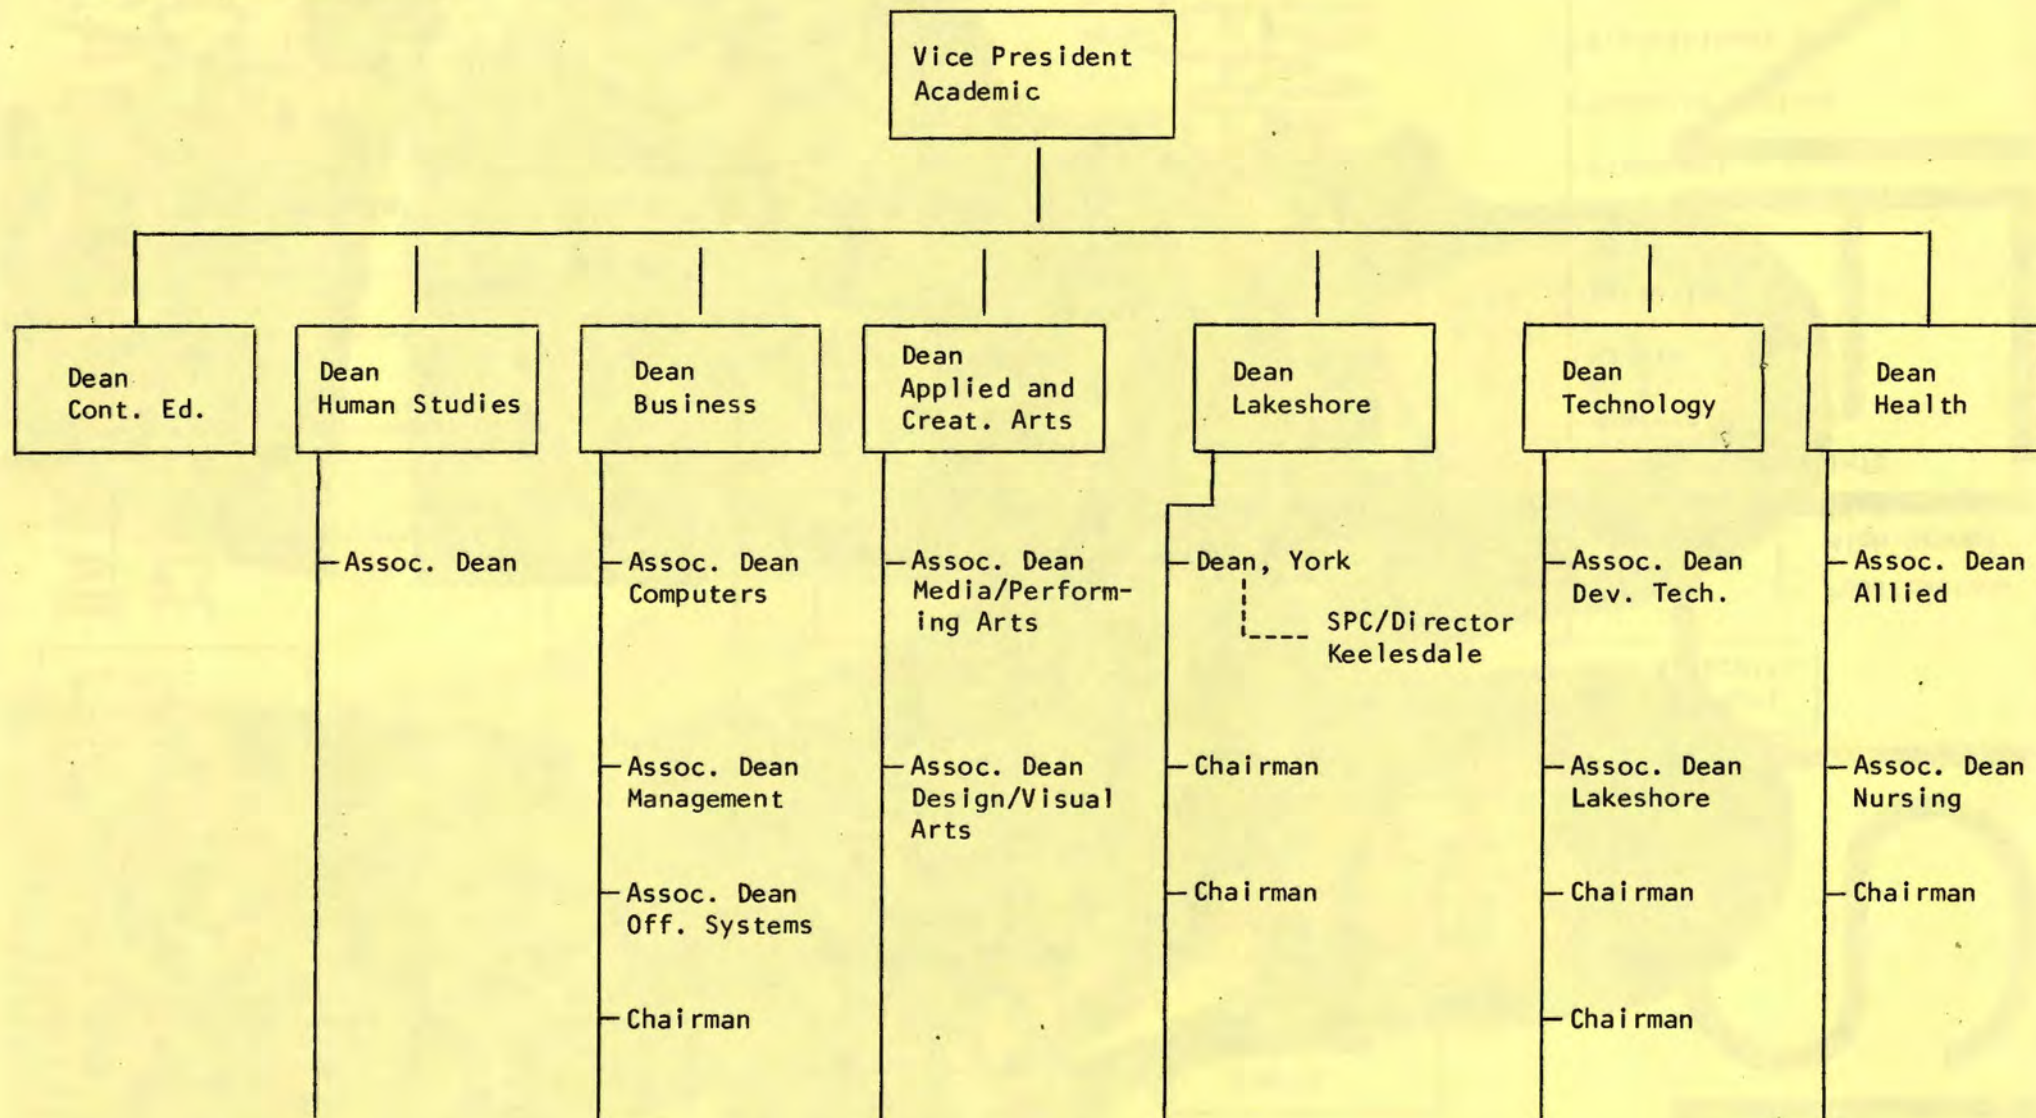 Vice President
Academic
Dean
Cont. Ed.
Dean
Human Studies
Dean
Business
Dean
Applied and
Creat. Arts
Dean
Lakeshore
Dean
Technology
Dean
Health
Assoc. Dean
Assoc. Dean
Computers
Assoc. Dean
Management
Assoc. Dean
Off. Systems
Chairman
Assoc. Dean
Media/Perform-
ing Arts
Assoc. Dean
Design/Visual
Arts
Dean, York
SPC/Director
Keelesdale
Chairman
Chairman
Assoc. Dean
Dev. Tech.
Assoc. Dean
Lakeshore
Chairman
Chairman
Assoc. Dean
Allied
Assoc. Dean
Nursing
Chairman